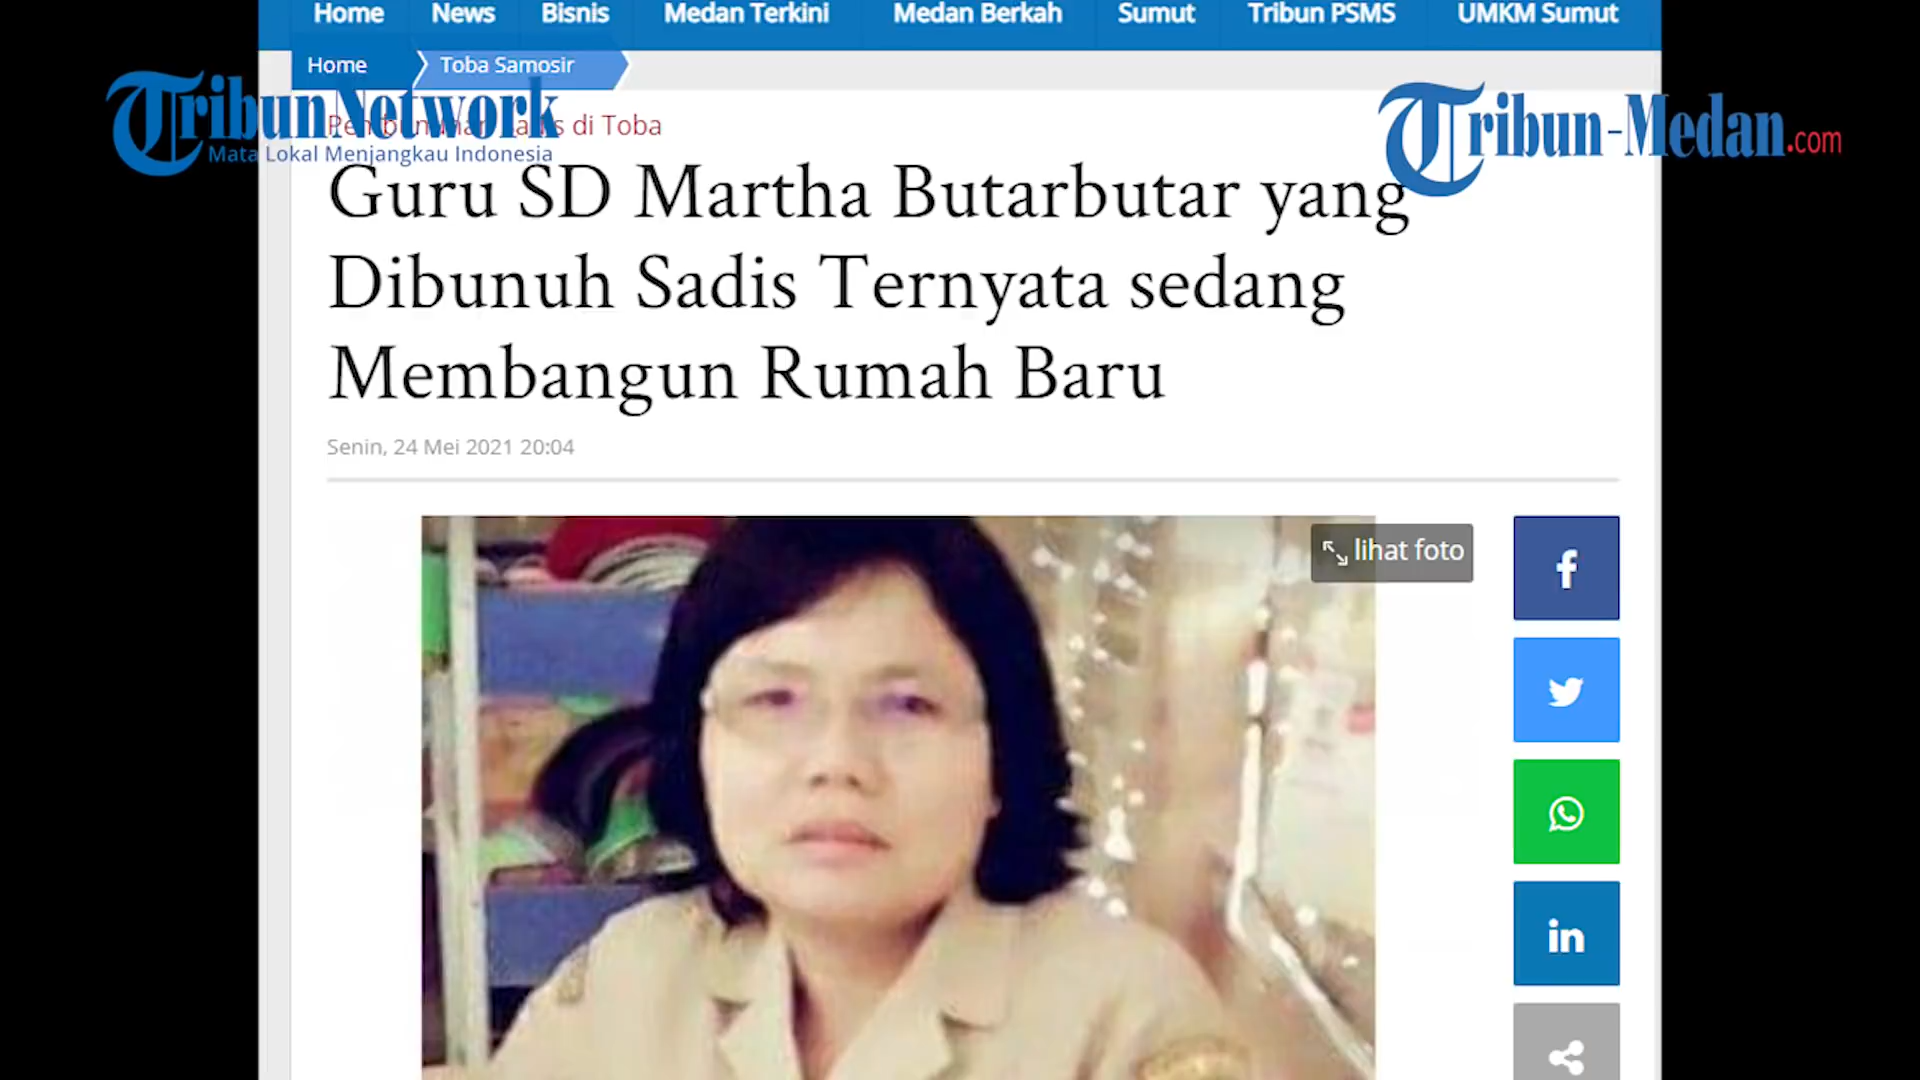 Home News Bisnis Medan Terkini Medan Berkah Sumut Tribun PSMS UMKM Sumut
Home Toba Samosir
TribunNetwork
Mata Lokal Menjangkau Indonesia
Tribun-Medan.com
di Toba
Guru SD Martha Butarbutar yang
Dibunuh Sadis Ternyata sedang
Membangun Rumah Baru
Senin, 24 Mei 2021 20:04
lihat foto